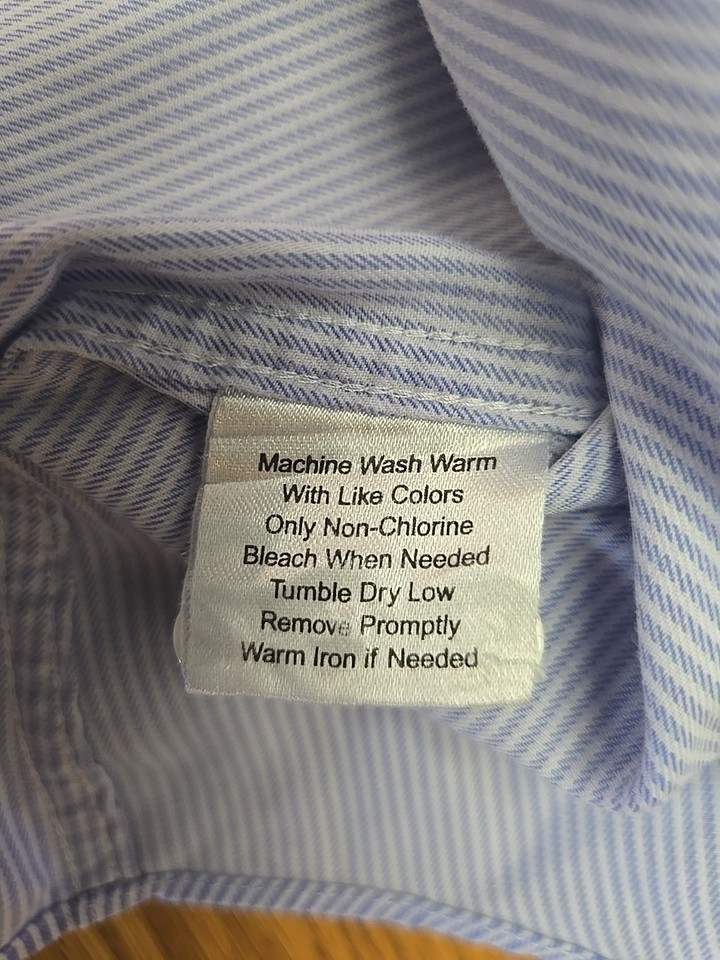 Machine Wash Warm
With Like Colors
Only Non-Chlorine
Bleach When Needed
Tumble Dry Low
Remove Promptly
Warm Iron if Needed